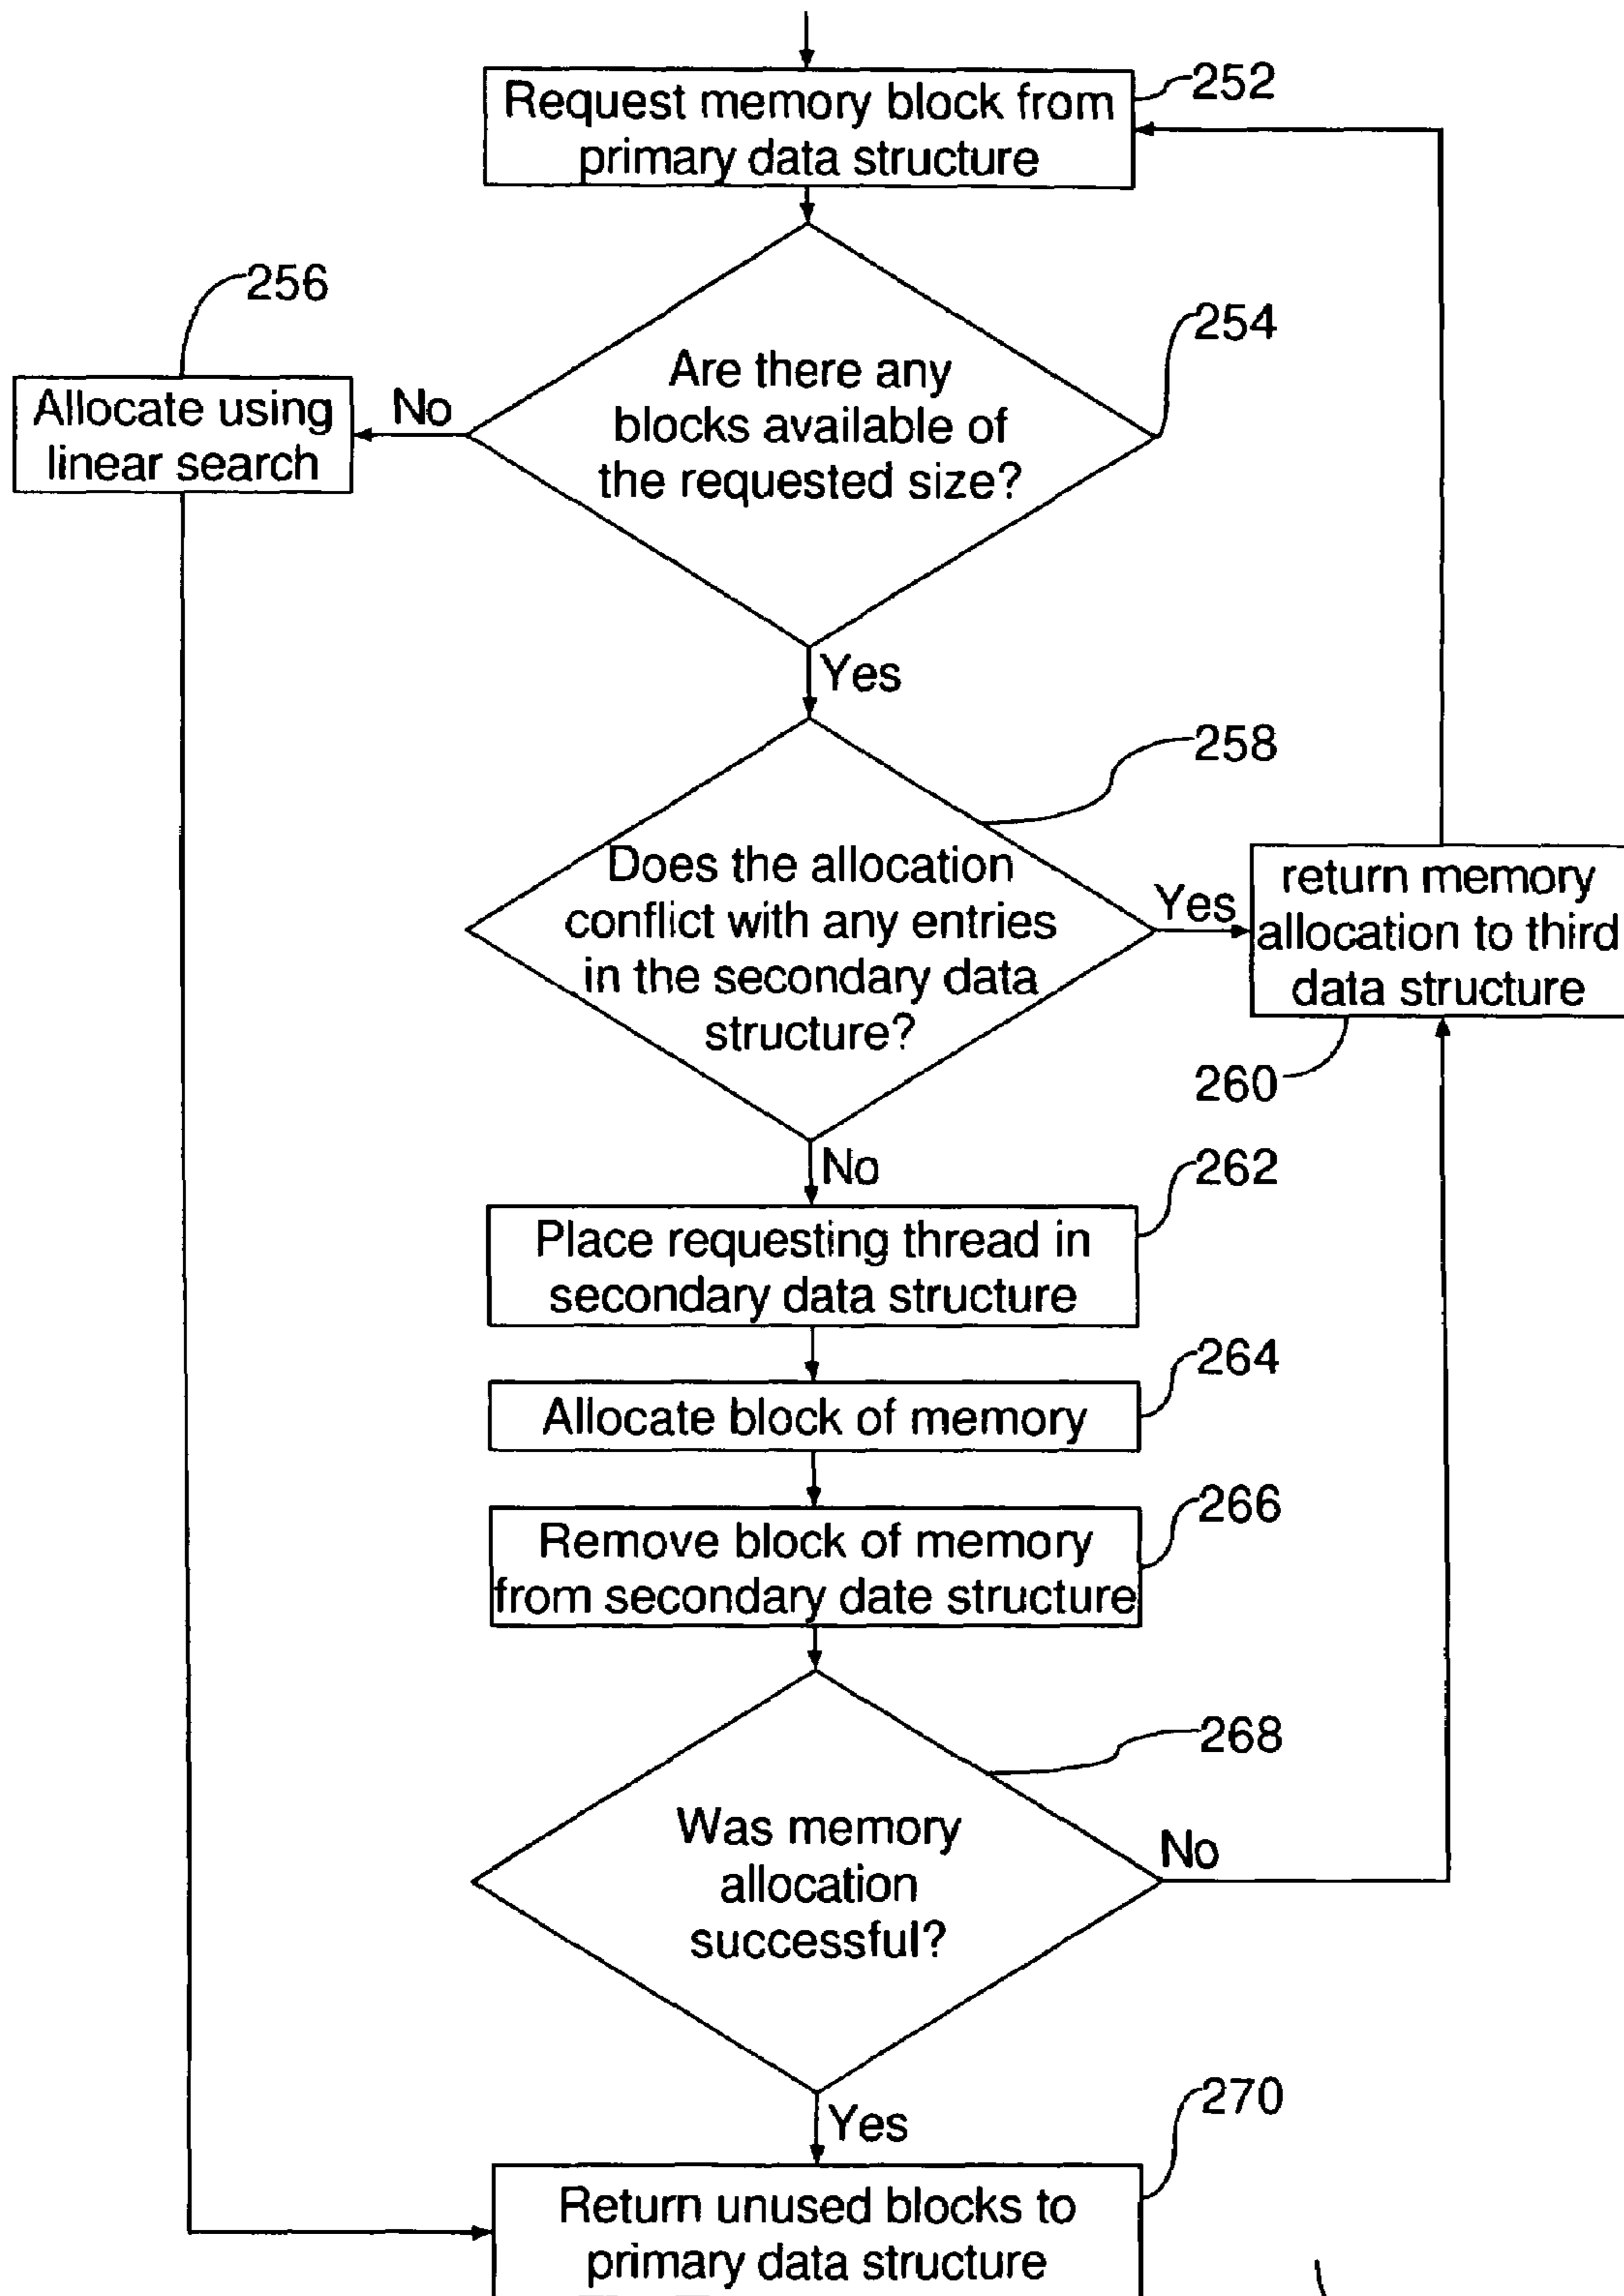 252
Request memory block from
primary data structure
256
254
Are there any
blocks available of
the requested size?
No
Allocate using
linear search
Yes
258
Does the allocation
conflict with any entries
in the secondary data
structure?
Yes
return memory
allocation to third
data structure
260
No
262
Place requesting thread in
secondary data structure
264
Allocate block of memory
266
Remove block of memory
from secondary date structure
268
Was memory
allocation
successful?
No
270
Yes
Return unused blocks to
primary data structure